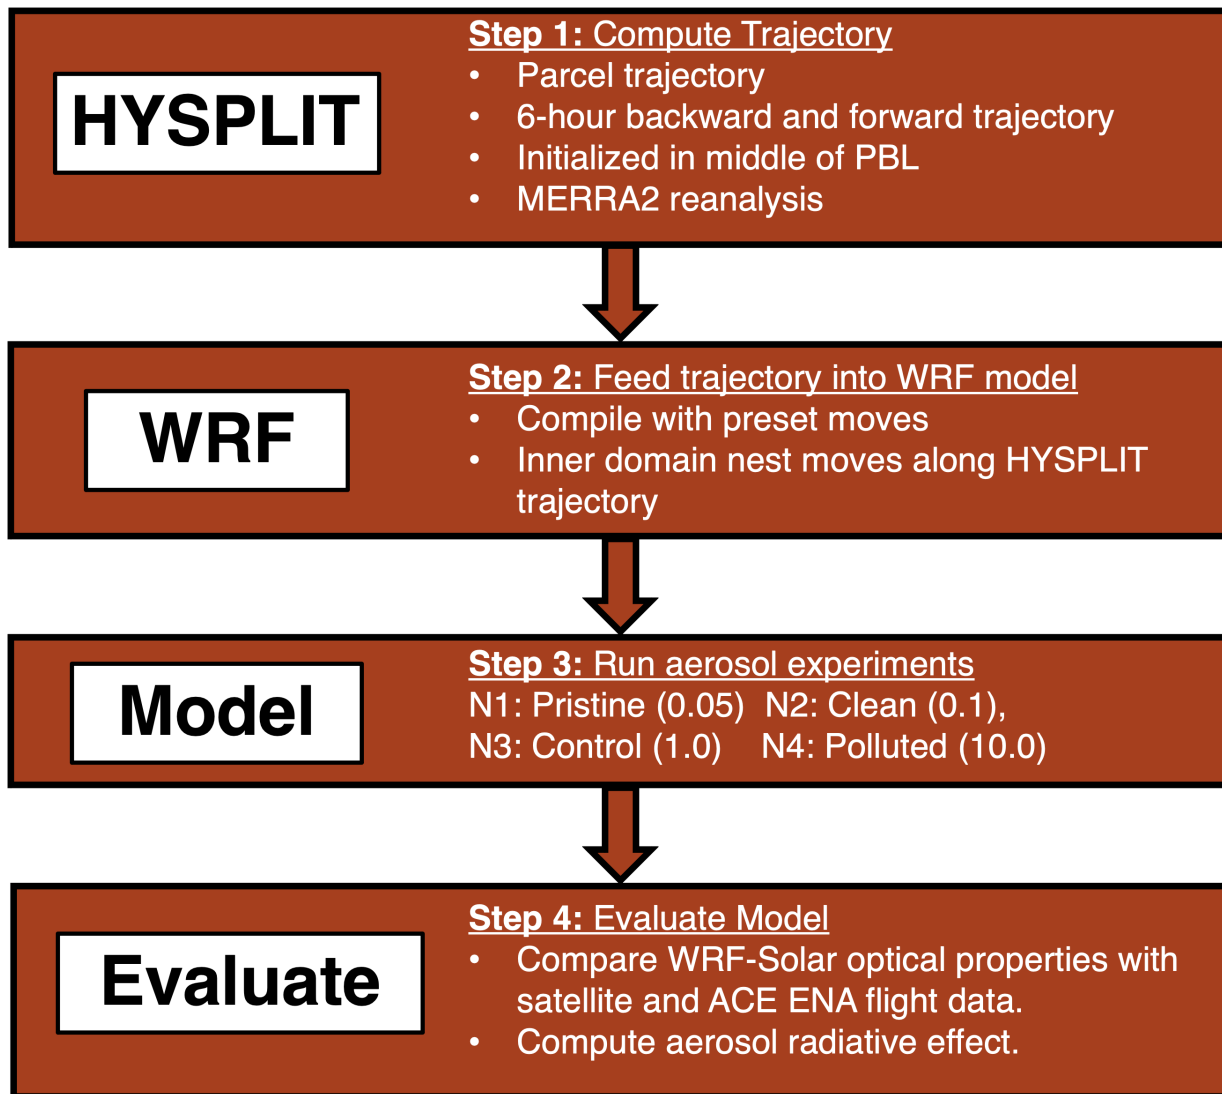 HYSPLIT
Step 1: Compute Trajectory
• Parcel trajectory
• 6-hour backward and forward trajectory
• Initialized in middle of PBL
• MERRA2 reanalysis
WRF
Step 2: Feed trajectory into WRF model
• Compile with preset moves
• Inner domain nest moves along HYSPLIT
trajectory
Model
Step 3: Run aerosol experiments
N1: Pristine (0.05) N2: Clean (0.1),
N3: Control (1.0) N4: Polluted (10.0)
Evaluate
Step 4: Evaluate Model
• Compare WRF-Solar optical properties with
satellite and ACE ENA flight data.
• Compute aerosol radiative effect.